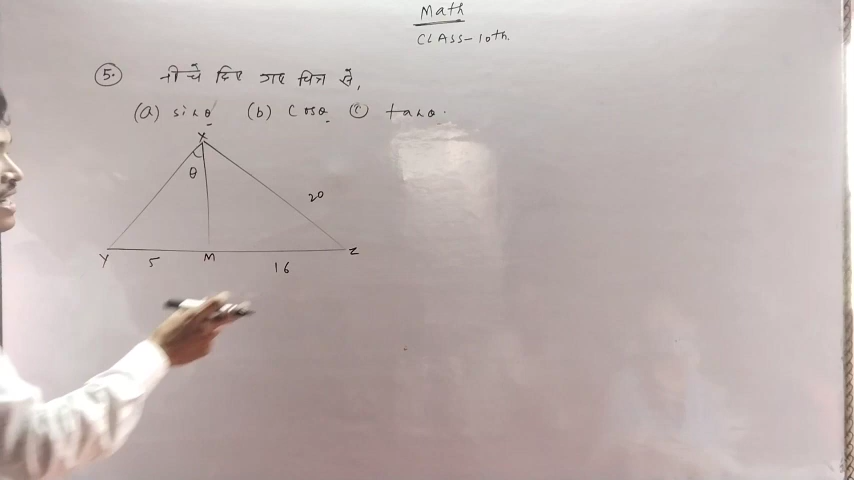 Math
CLASS-10th.
5. नीचे दिए गए चित्र से,
(a) sinθ (b) Cosθ (c) tanθ.
X
θ
20
Y 5 M 16 Z